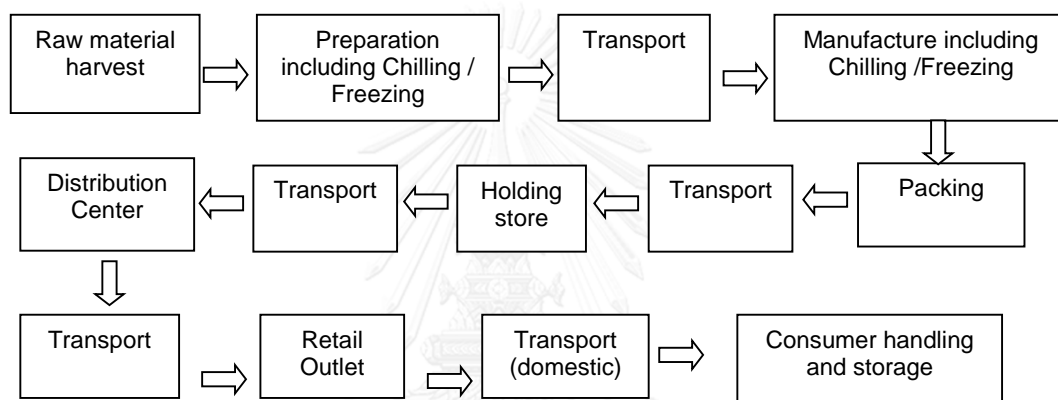 Raw material
harvest
Preparation
including Chilling /
Freezing
Transport
Manufacture including
Chilling /Freezing
Packing
Transport
Holding
store
Transport
Distribution
Center
Transport
Retail
Outlet
Transport
(domestic)
Consumer handling
and storage